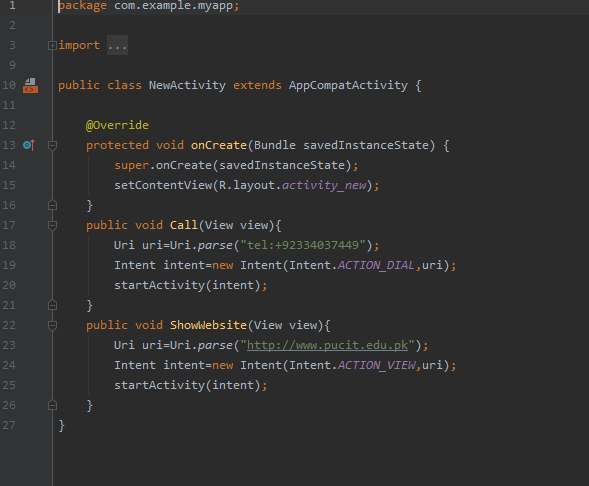 1 package com.example.myapp;
2
3 import ...
9
10 public class NewActivity extends AppCompatActivity {
11
12 @Override
13 protected void onCreate(Bundle savedInstanceState) {
14 super.onCreate(savedInstanceState);
15 setContentView(R.layout.activity_new);
16 }
17 public void Call(View view){
18 Uri uri=Uri.parse("tel:+92334037449");
19 Intent intent=new Intent(Intent.ACTION_DIAL,uri);
20 startActivity(intent);
21 }
22 public void ShowWebsite(View view){
23 Uri uri=Uri.parse("http://www.pucit.edu.pk");
24 Intent intent=new Intent(Intent.ACTION_VIEW,uri);
25 startActivity(intent);
26 }
27 }